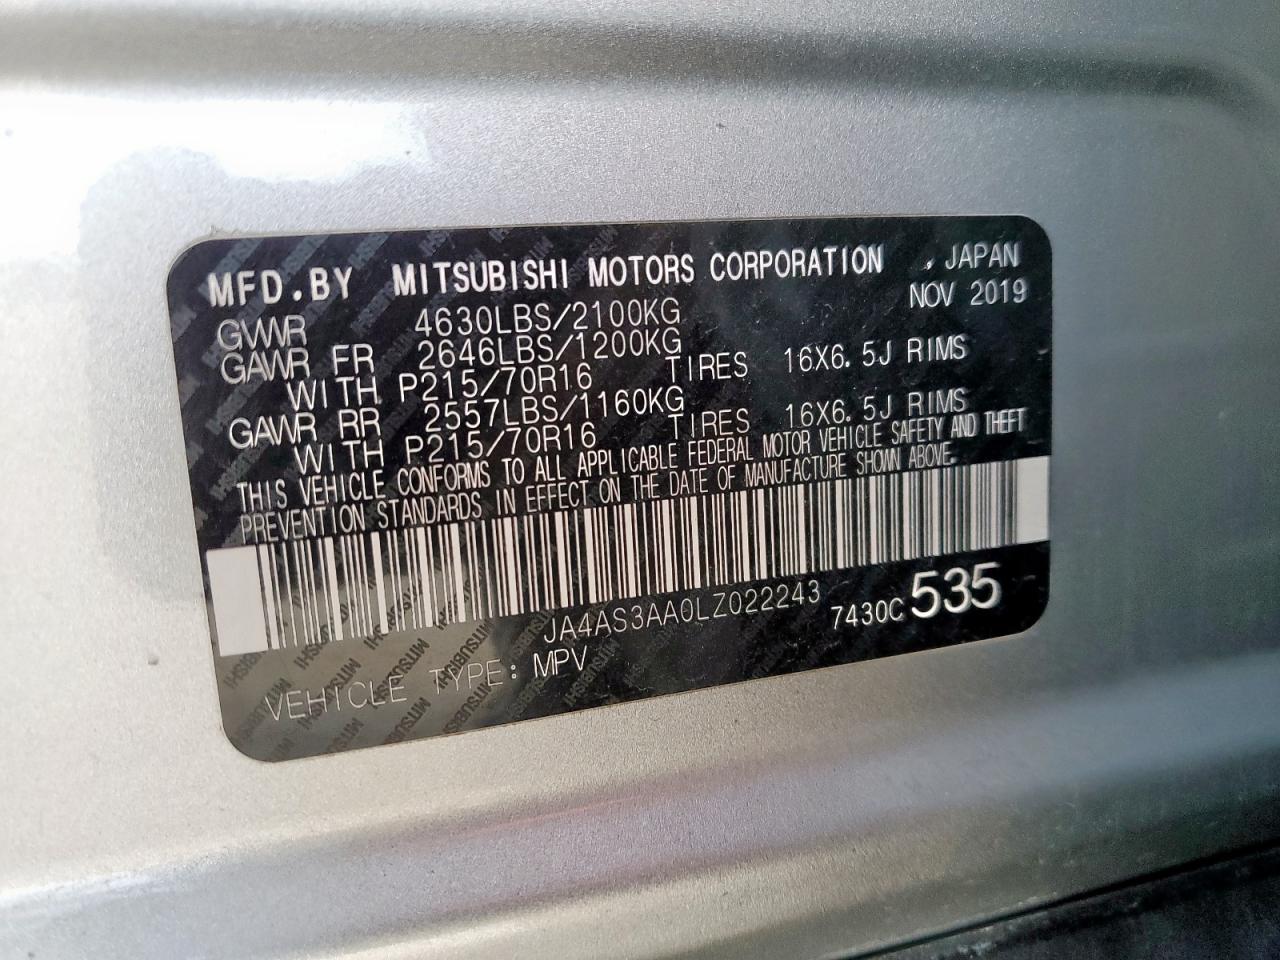 MFD.BY MITSUBISHI MOTORS CORPORATION , JAPAN
NOV 2019
GVWR 4630LBS/2100KG
GAWR FR 2646LBS/1200KG
WITH P215/70R16 TIRES 16X6.5J RIMS
GAWR RR 2557LBS/1160KG
WITH P215/70R16 TIRES 16X6.5J RIMS
THIS VEHICLE CONFORMS TO ALL APPLICABLE FEDERAL MOTOR VEHICLE SAFETY AND THEFT
PREVENTION STANDARDS IN EFFECT ON THE DATE OF MANUFACTURE SHOWN ABOVE.
JA4AS3AA0LZ022243 7430C 535
VEHICLE TYPE: MPV